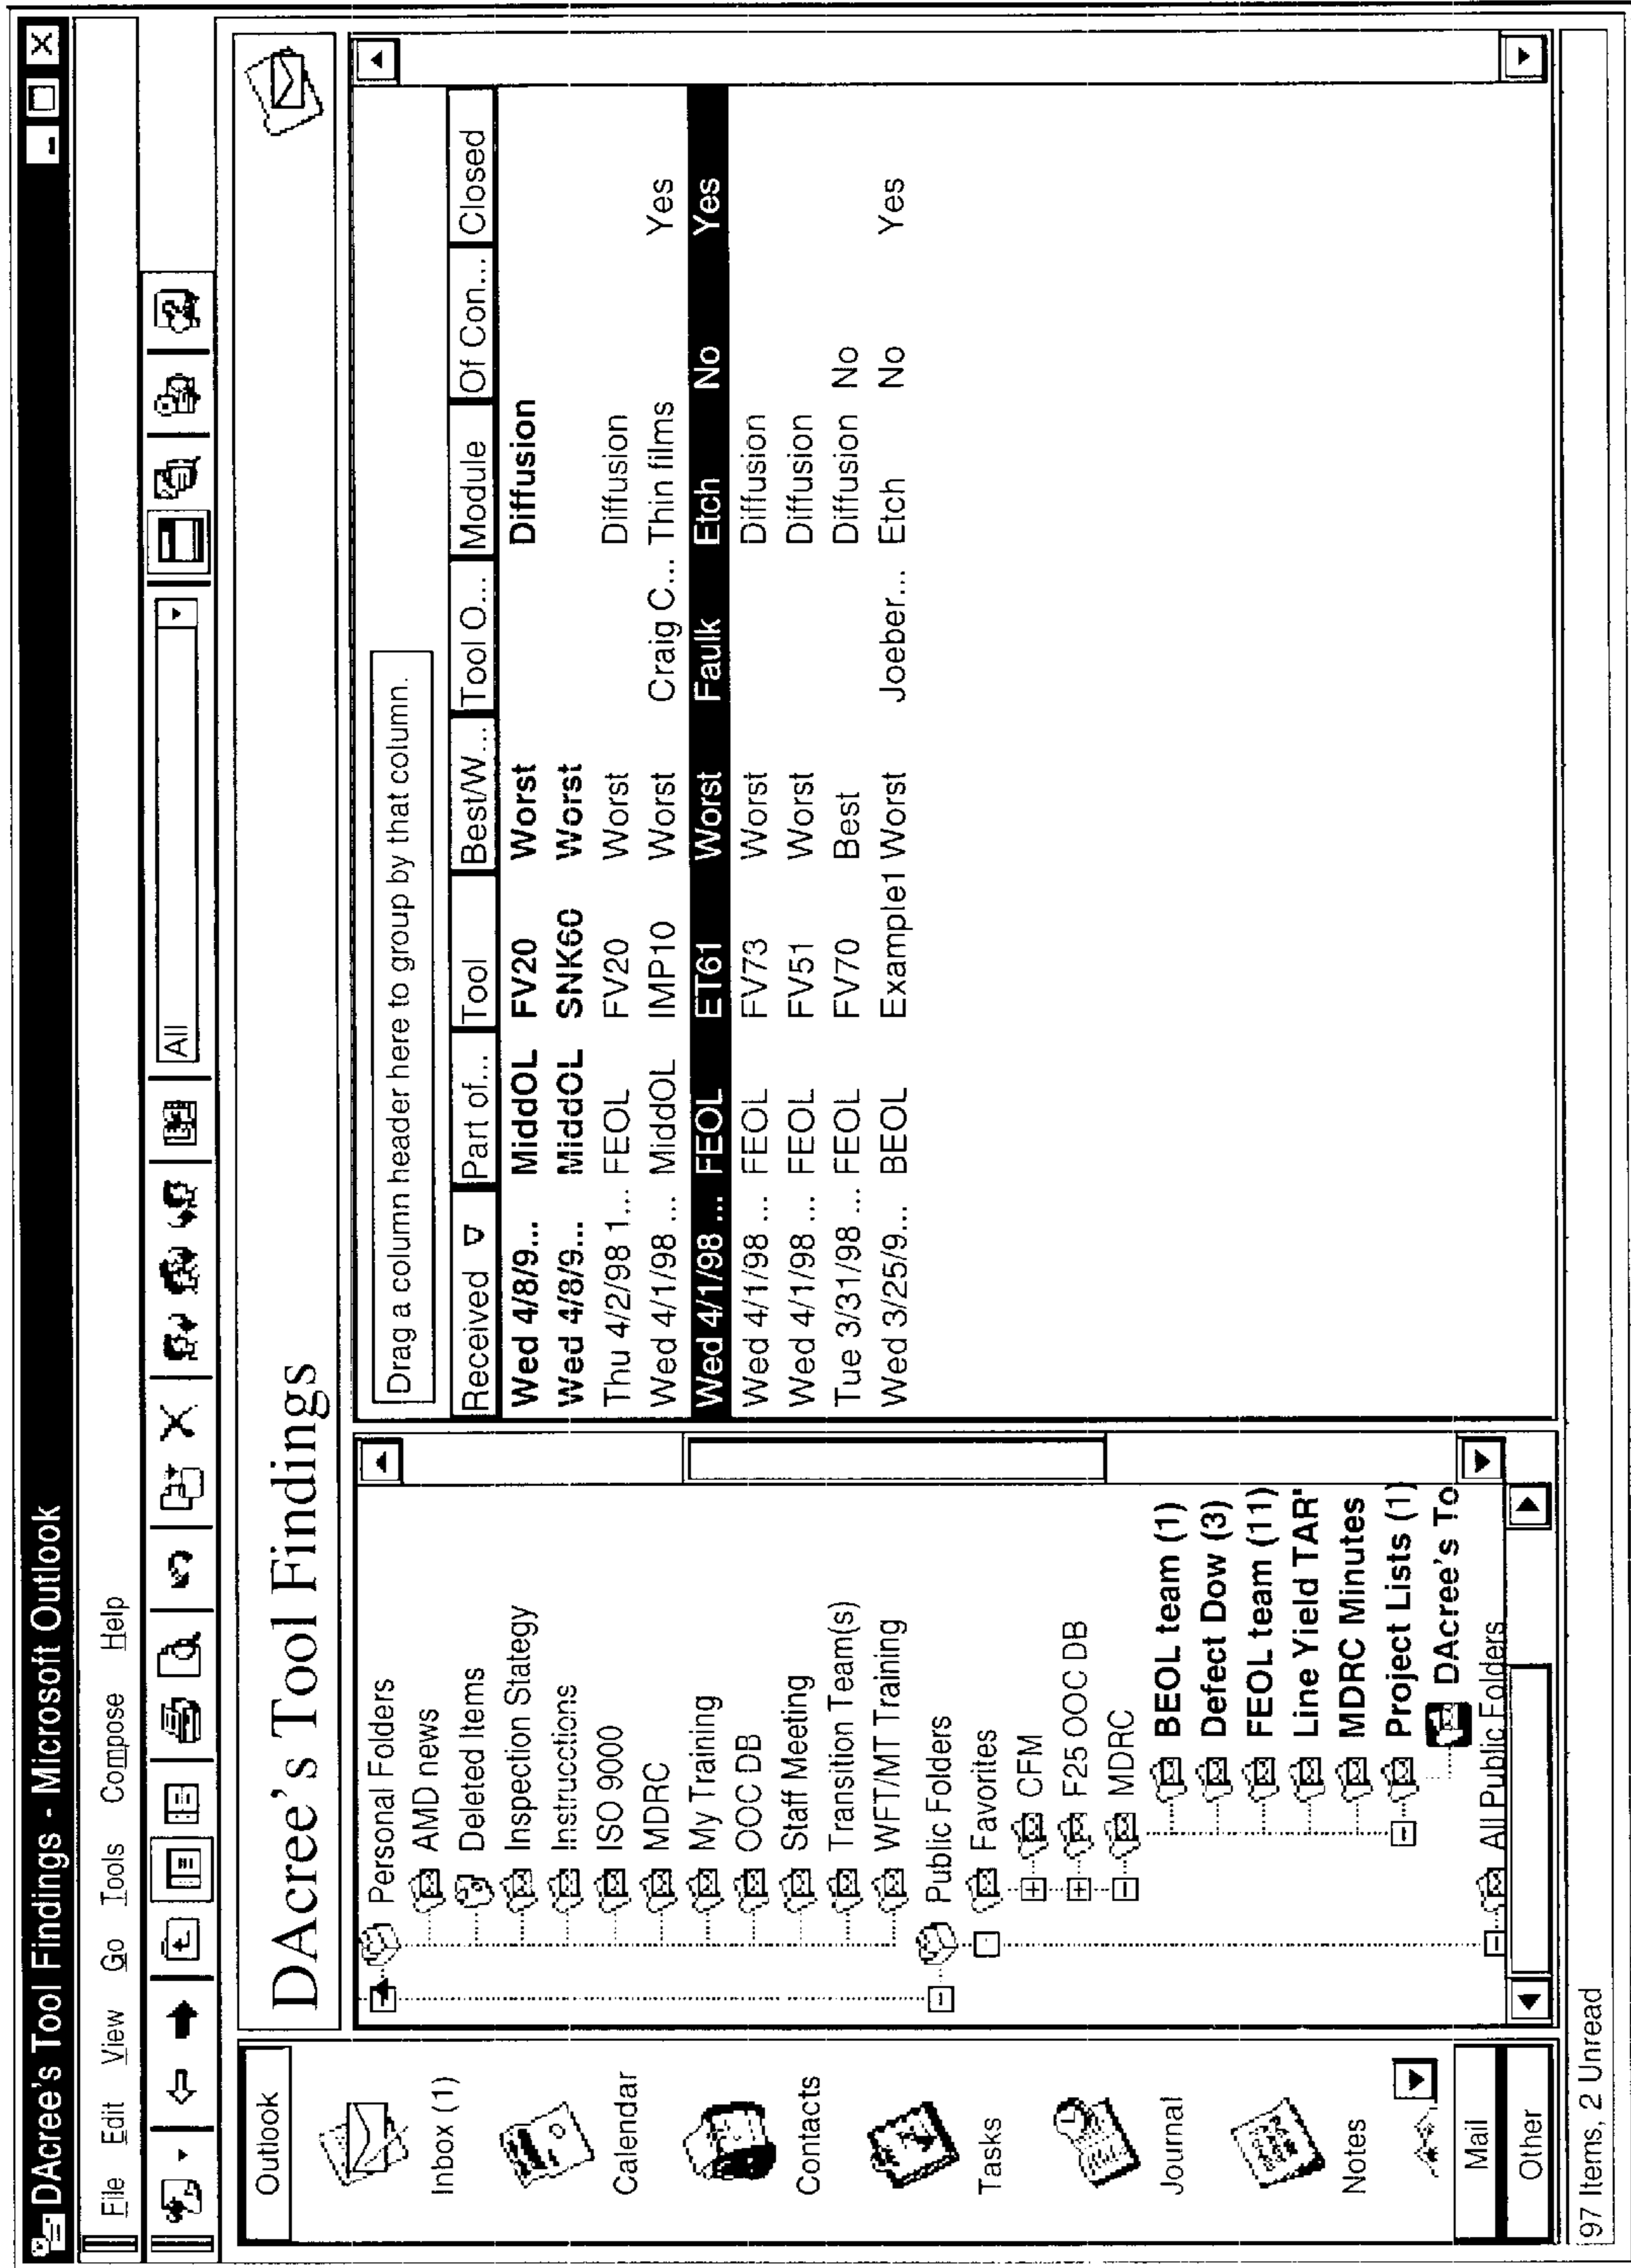 DAcree's Tool Findings - Microsoft Outlook
File Edit View Go Tools Compose Help
All
DAcree's Tool Findings
Outlook
Inbox (1)
Calendar
Contacts
Tasks
Journal
Notes
Mail
Other
Personal Folders
AMD news
Deleted Items
Inspection Stategy
Instructions
ISO 9000
MDRC
My Training
OOC DB
Staff Meeting
Transition Team(s)
WFT/MT Training
Public Folders
Favorites
CFM
F25 OOC DB
MDRC
BEOL team (1)
Defect Dow (3)
FEOL team (11)
Line Yield TAR'
MDRC Minutes
Project Lists (1)
DAcree's To
All Public Folders
Drag a column header here to group by that column.
Received Part of... Tool Best/W... Tool O... Module Of Con... Closed
Wed 4/8/9... MiddOL FV20 Worst Diffusion
Wed 4/8/9... MiddOL SNK60 Worst
Thu 4/2/98 1... FEOL FV20 Worst Diffusion
Wed 4/1/98 ... MiddOL IMP10 Worst Craig C... Thin films Yes
Wed 4/1/98 ... FEOL ET61 Worst Faulk Etch No Yes
Wed 4/1/98 ... FEOL FV73 Worst Diffusion
Wed 4/1/98 ... FEOL FV51 Worst Diffusion
Tue 3/31/98 ... FEOL FV70 Best Diffusion No
Wed 3/25/9... BEOL Example1 Worst Joeber... Etch No Yes
97 Items, 2 Unread